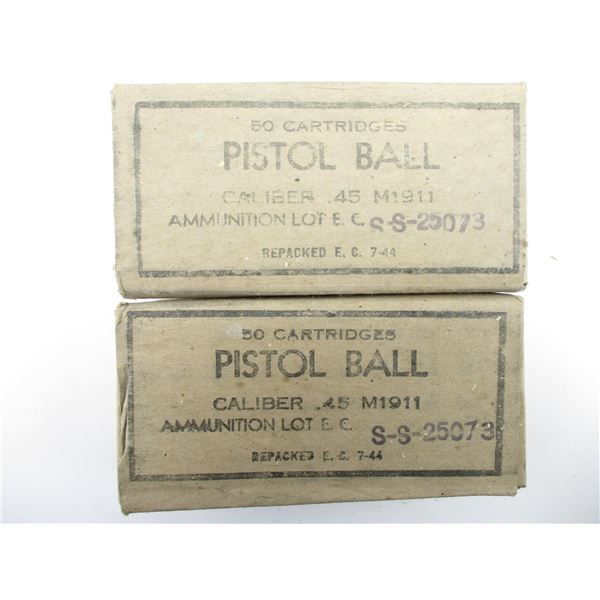 50 CARTRIDGES
PISTOL BALL
CALIBER .45 M1911
AMMUNITION LOT E. C. S-S-25073
REPACKED E. C. 7-44
50 CARTRIDGES
PISTOL BALL
CALIBER .45 M1911
AMMUNITION LOT E. C. S-S-25073
REPACKED E. C. 7-44